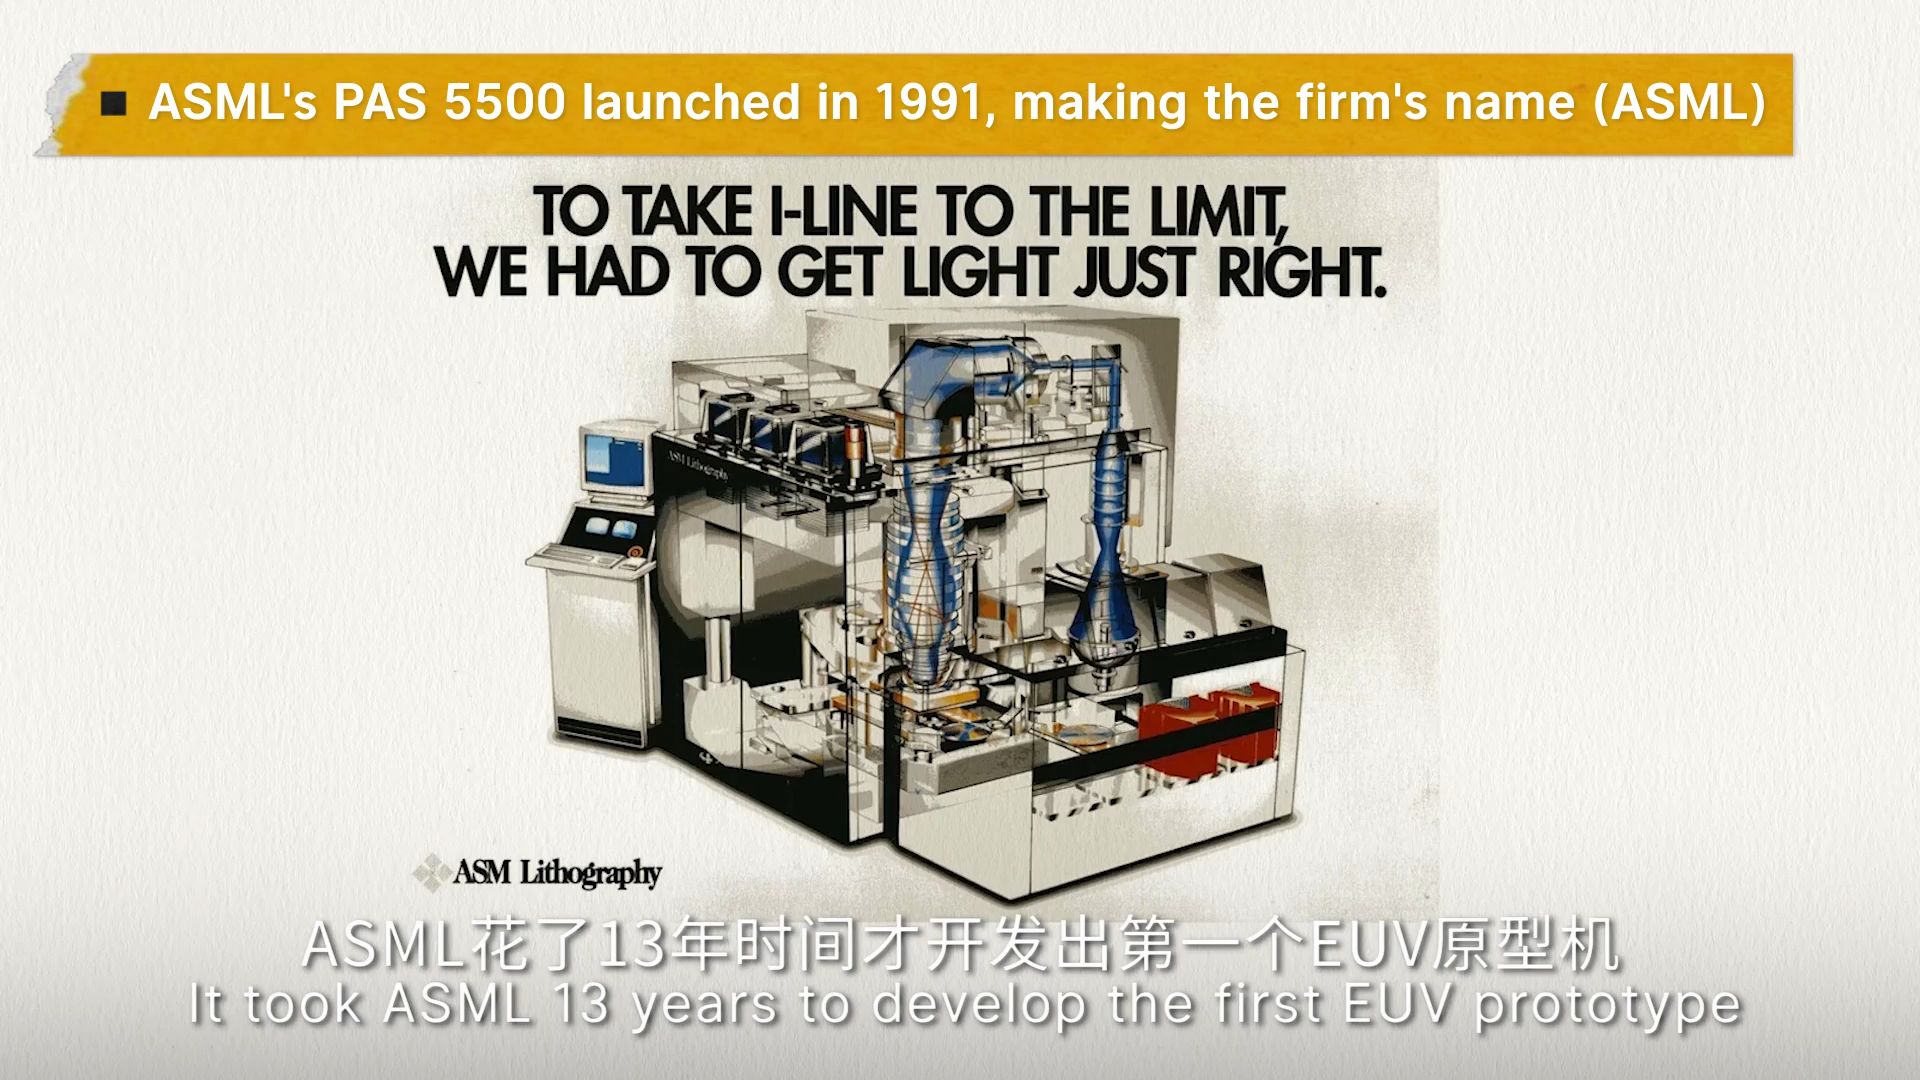 ASML's PAS 5500 launched in 1991, making the firm's name (ASML)
TO TAKE I-LINE TO THE LIMIT,
WE HAD TO GET LIGHT JUST RIGHT.
ASM Lithography
ASM Lithography
ASML花了13年时间才开发出第一个EUV原型机
It took ASML 13 years to develop the first EUV prototype